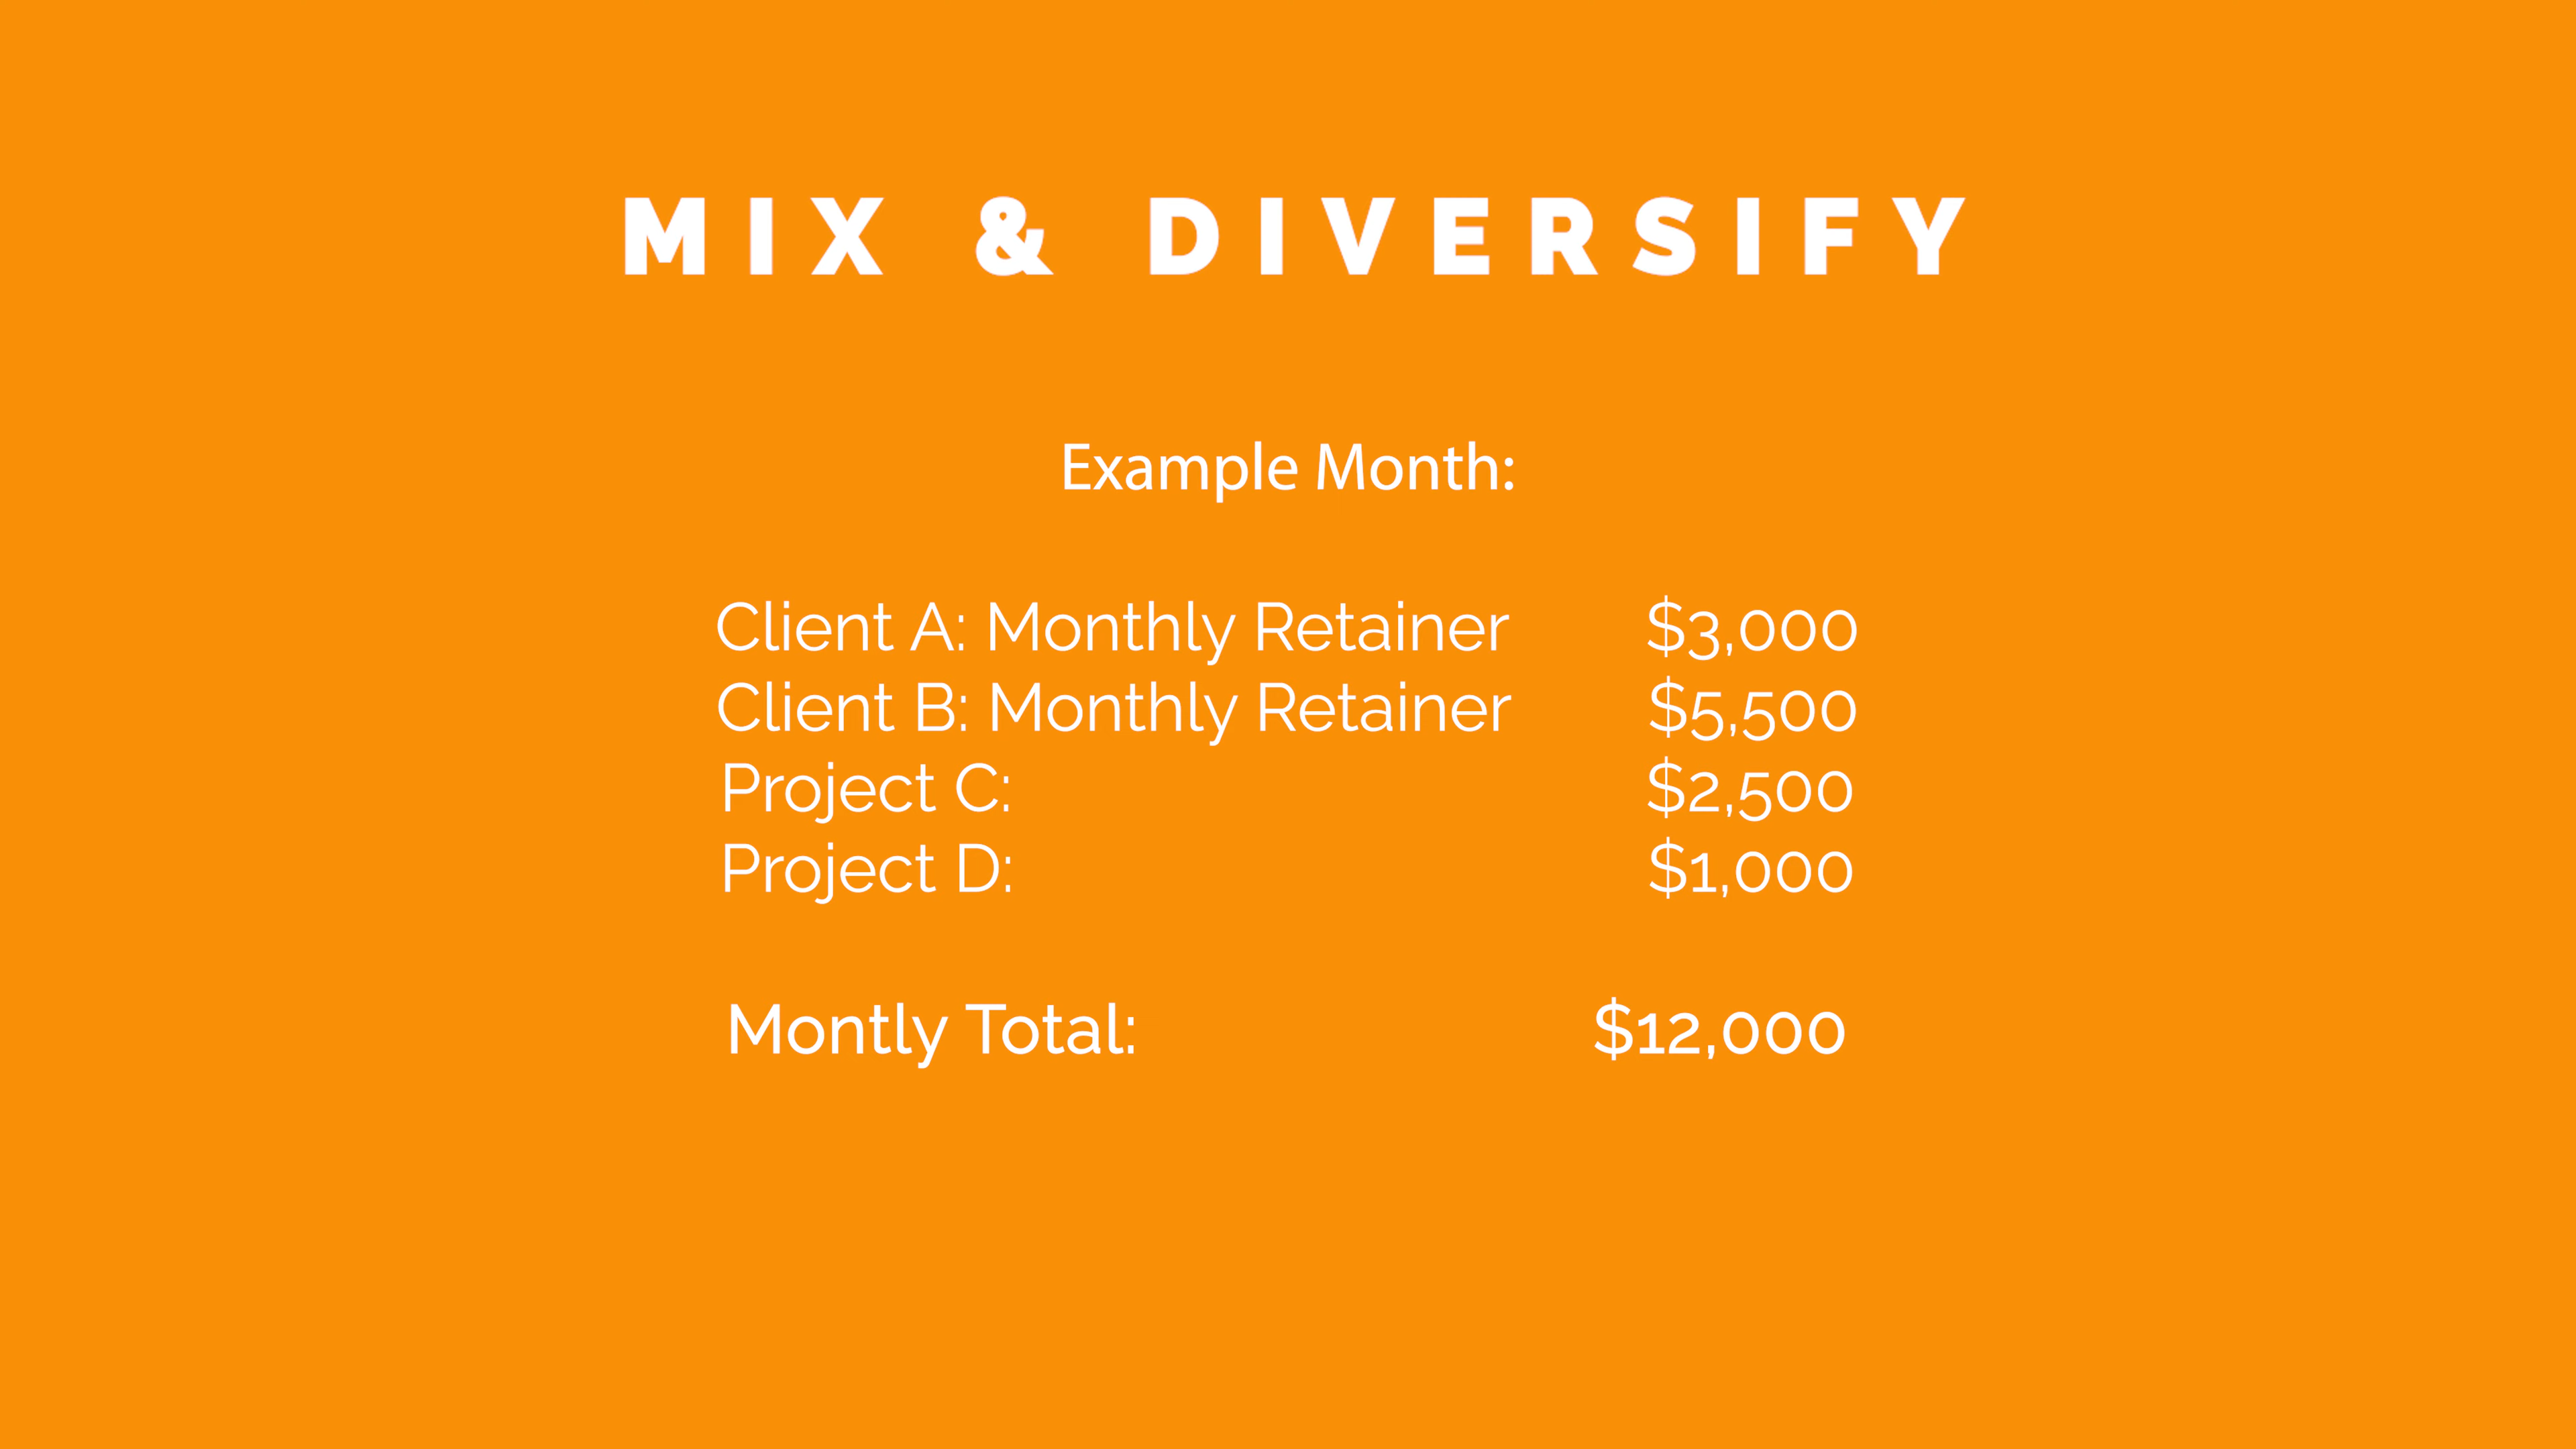 MIX & DIVERSIFY
Example Month:
Client A: Monthly Retainer $3,000
Client B: Monthly Retainer $5,500
Project C: $2,500
Project D: $1,000
Montly Total: $12,000